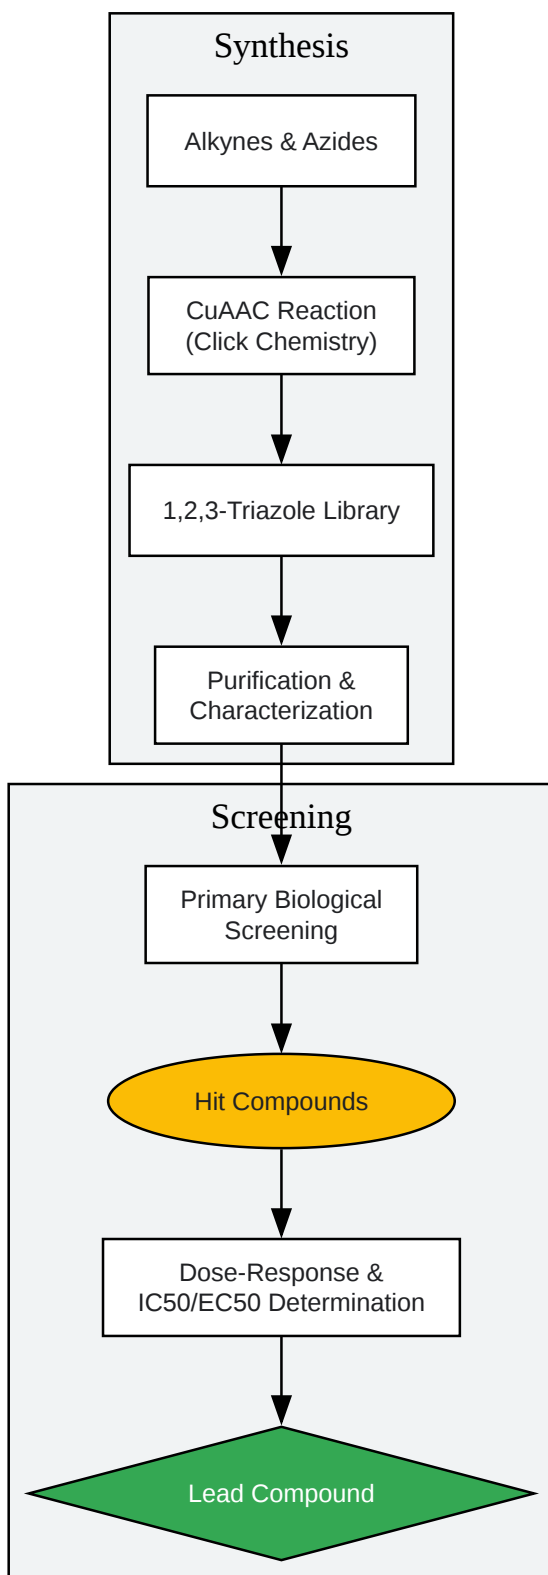 Synthesis
Alkynes & Azides
CuAAC Reaction
(Click Chemistry)
1,2,3-Triazole Library
Purification &
Characterization
Screening
Primary Biological
Screening
Hit Compounds
Dose-Response &
IC50/EC50 Determination
Lead Compound